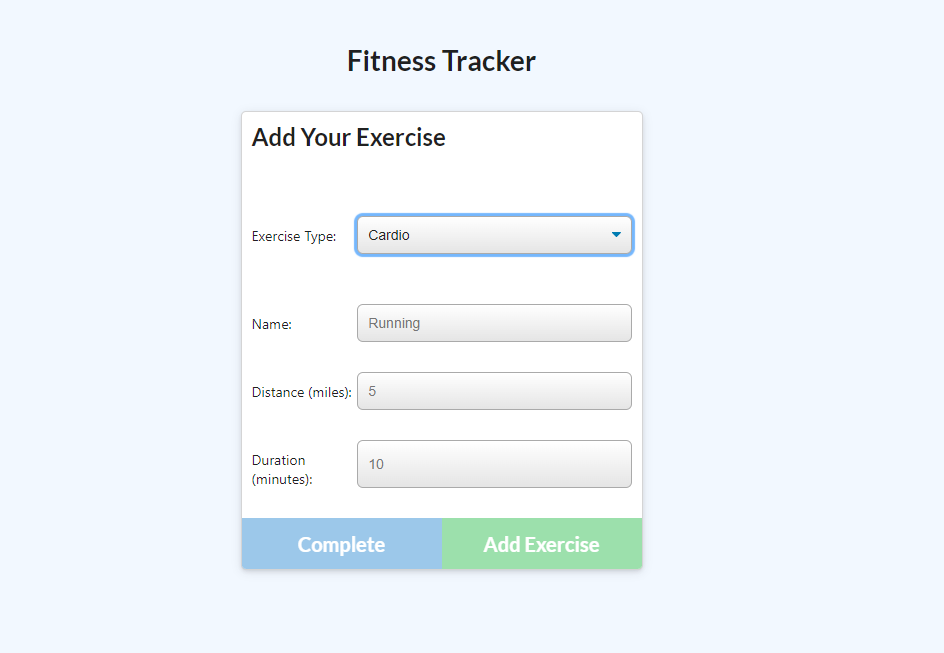 Fitness Tracker
Add Your Exercise
Exercise Type: Cardio
Name: Running
Distance (miles): 5
Duration
(minutes): 10
Complete Add Exercise